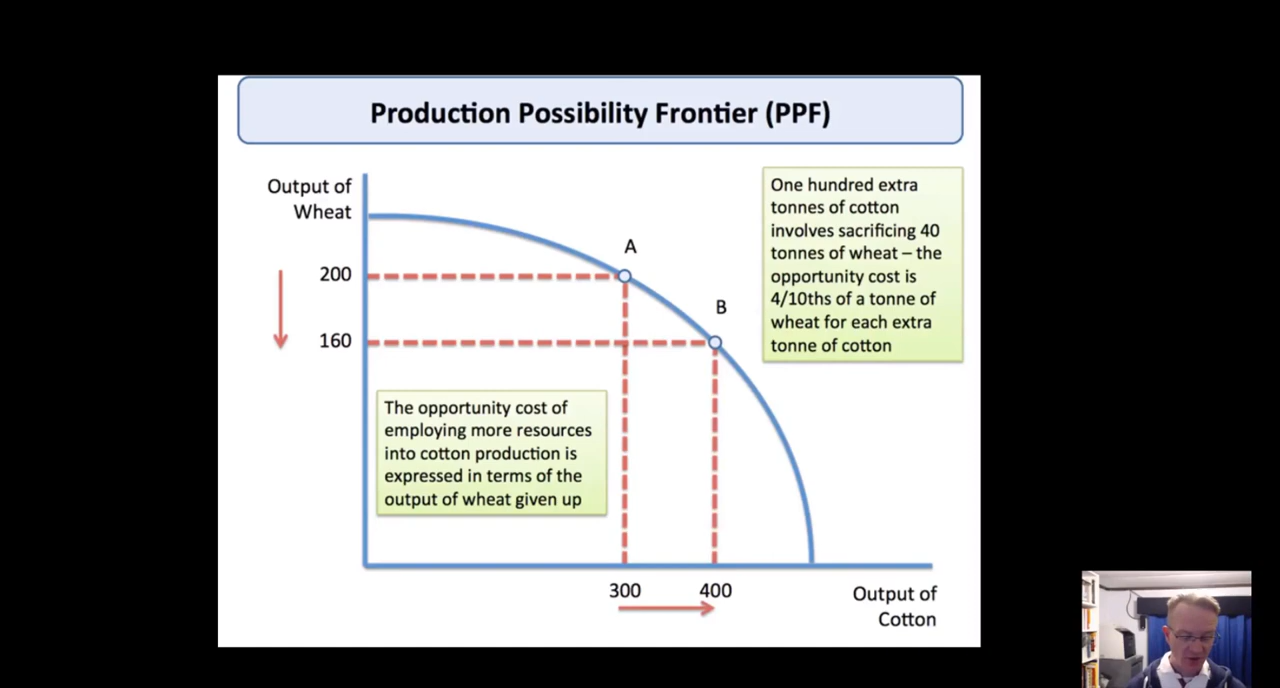 Production Possibility Frontier (PPF)
Output of
Wheat
200
160
A
B
One hundred extra
tonnes of cotton
involves sacrificing 40
tonnes of wheat – the
opportunity cost is
4/10ths of a tonne of
wheat for each extra
tonne of cotton
The opportunity cost of
employing more resources
into cotton production is
expressed in terms of the
output of wheat given up
300
400
Output of
Cotton